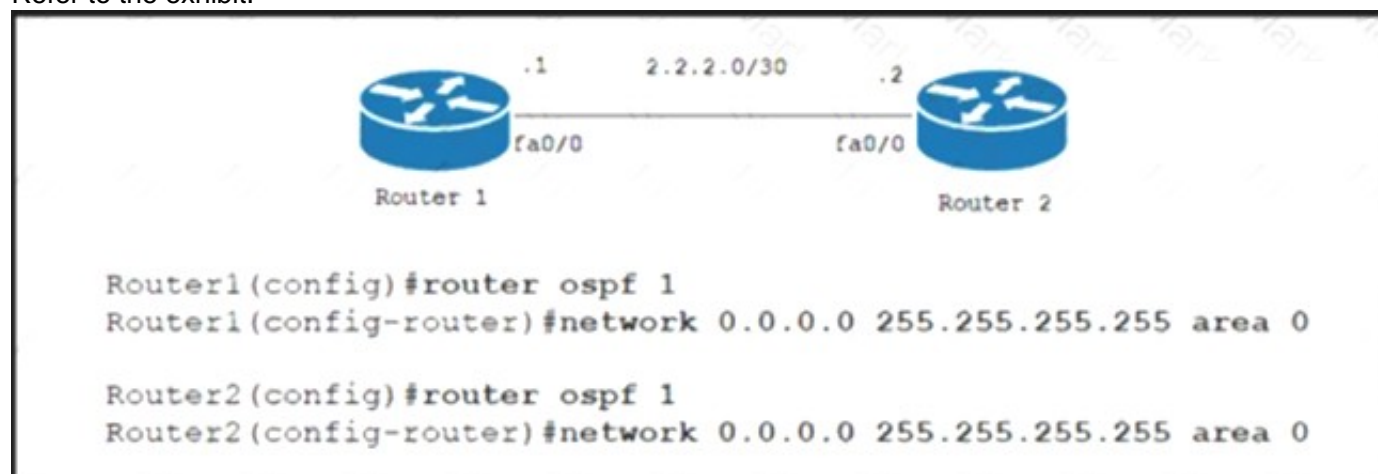 Refer to the exhibit.
.1 2.2.2.0/30 .2
fa0/0 fa0/0
Router 1 Router 2
Router1(config)#router ospf 1
Router1(config-router)#network 0.0.0.0 255.255.255.255 area 0
Router2(config)#router ospf 1
Router2(config-router)#network 0.0.0.0 255.255.255.255 area 0